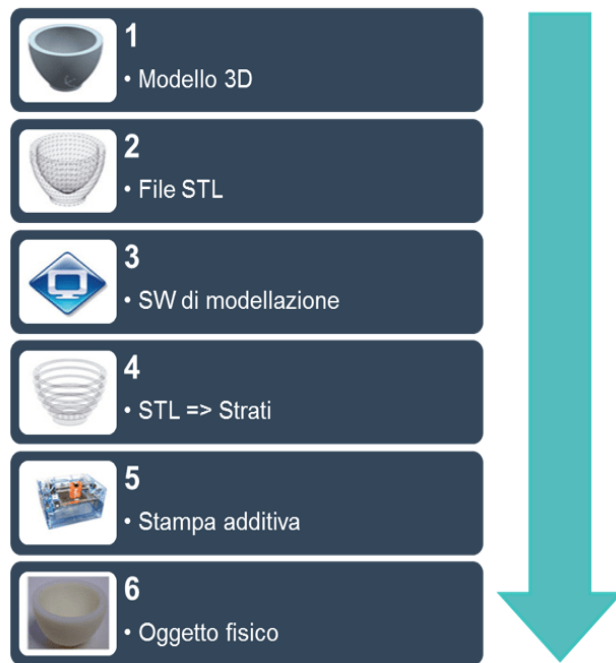 1
• Modello 3D
2
• File STL
3
• SW di modellazione
4
• STL => Strati
5
• Stampa additiva
6
• Oggetto fisico